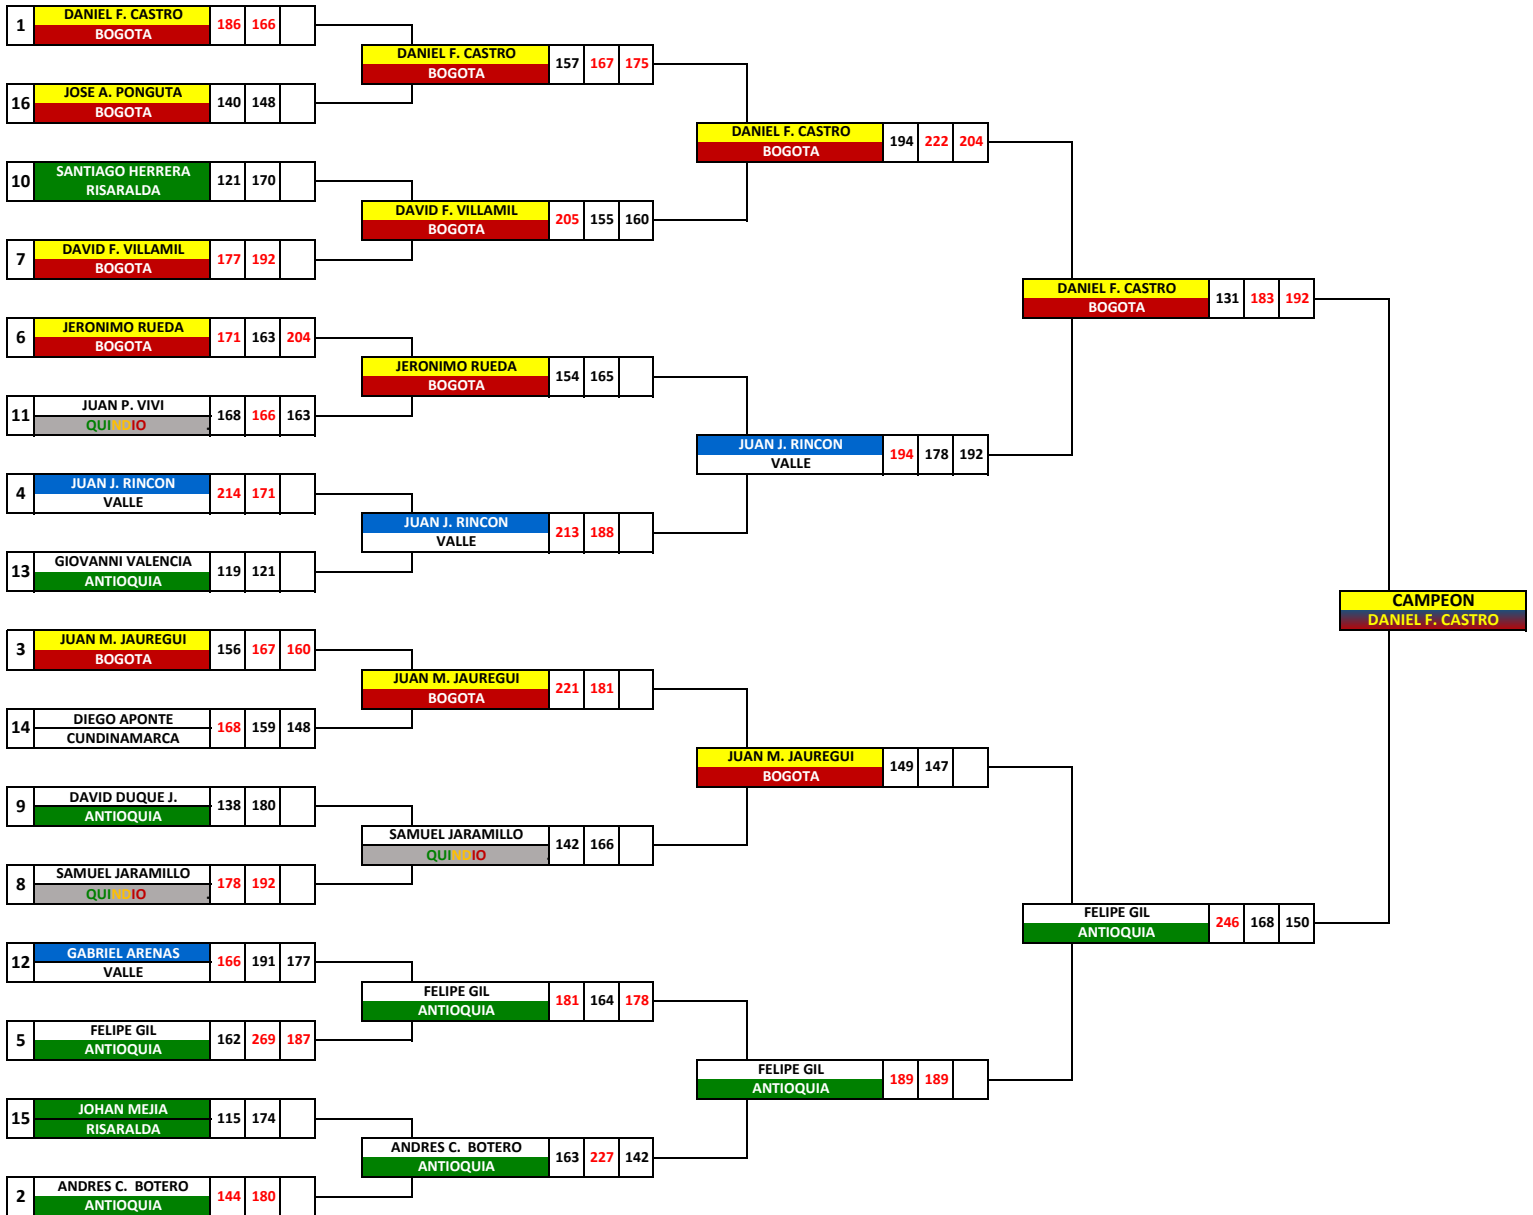 1 DANIEL F. CASTRO 186 166
BOGOTA
DANIEL F. CASTRO 157 167 175
BOGOTA
16 JOSE A. PONGUTA 140 148
BOGOTA
DANIEL F. CASTRO 194 222 204
BOGOTA
10 SANTIAGO HERRERA 121 170
RISARALDA
DAVID F. VILLAMIL 205 155 160
BOGOTA
7 DAVID F. VILLAMIL 177 192
BOGOTA
DANIEL F. CASTRO 131 183 192
BOGOTA
6 JERONIMO RUEDA 171 163 204
BOGOTA
JERONIMO RUEDA 154 165
BOGOTA
11 JUAN P. VIVI 168 166 163
QUINDIO .
JUAN J. RINCON 194 178 192
VALLE
4 JUAN J. RINCON 214 171
VALLE
JUAN J. RINCON 213 188
VALLE
13 GIOVANNI VALENCIA 119 121
ANTIOQUIA
CAMPEON
DANIEL F. CASTRO
3 JUAN M. JAUREGUI 156 167 160
BOGOTA
JUAN M. JAUREGUI 221 181
BOGOTA
14 DIEGO APONTE 168 159 148
CUNDINAMARCA
JUAN M. JAUREGUI 149 147
BOGOTA
9 DAVID DUQUE J. 138 180
ANTIOQUIA
SAMUEL JARAMILLO 142 166
QUINDIO .
8 SAMUEL JARAMILLO 178 192
QUINDIO .
FELIPE GIL 246 168 150
ANTIOQUIA
12 GABRIEL ARENAS 166 191 177
VALLE
FELIPE GIL 181 164 178
ANTIOQUIA
5 FELIPE GIL 162 269 187
ANTIOQUIA
FELIPE GIL 189 189
ANTIOQUIA
15 JOHAN MEJIA 115 174
RISARALDA
ANDRES C. BOTERO 163 227 142
ANTIOQUIA
2 ANDRES C. BOTERO 144 180
ANTIOQUIA